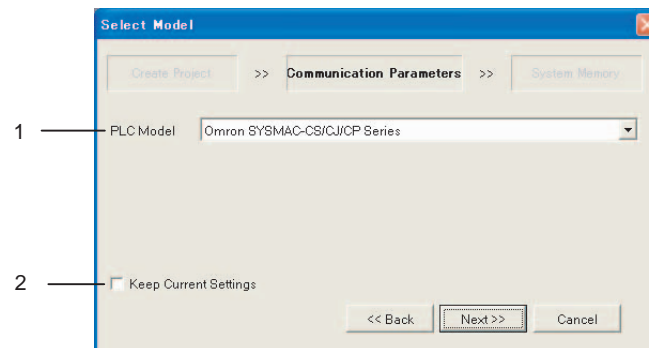 Select Model
Create Project >> Communication Parameters >> System Memory
1 PLC Model Omron SYSMAC-CS/CJ/CP Series
2 Keep Current Settings
<< Back Next >> Cancel